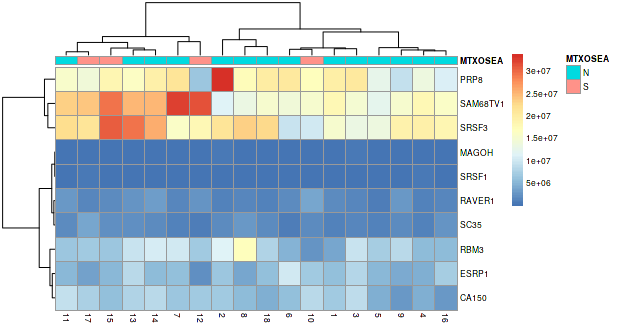 MTXOSEA
PRP8
SAM68TV1
SRSF3
MAGOH
SRSF1
RAVER1
SC35
RBM3
ESRP1
CA150
11 17 15 13 14 7 12 2 8 18 6 10 1 3 5 9 4 16
3e+07
2.5e+07
2e+07
1.5e+07
1e+07
5e+06
MTXOSEA
N
S